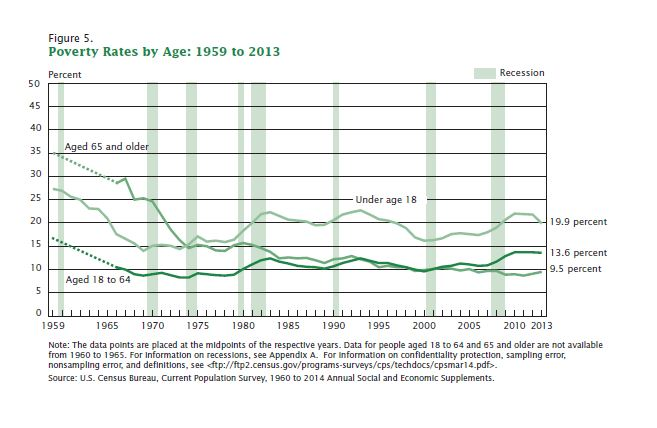 Figure 5.
Poverty Rates by Age: 1959 to 2013
Percent
Recession
50
45
40
35
30
25
20
15
10
5
0
Aged 65 and older
Under age 18
Aged 18 to 64
19.9 percent
13.6 percent
9.5 percent
1959 1965 1970 1975 1980 1985 1990 1995 2000 2005 2010 2013
Note: The data points are placed at the midpoints of the respective years. Data for people aged 18 to 64 and 65 and older are not available
from 1960 to 1965. For information on recessions, see Appendix A. For information on confidentiality protection, sampling error,
nonsampling error, and definitions, see <ftp://ftp2.census.gov/programs-surveys/cps/techdocs/cpsmar14.pdf>.
Source: U.S. Census Bureau, Current Population Survey, 1960 to 2014 Annual Social and Economic Supplements.